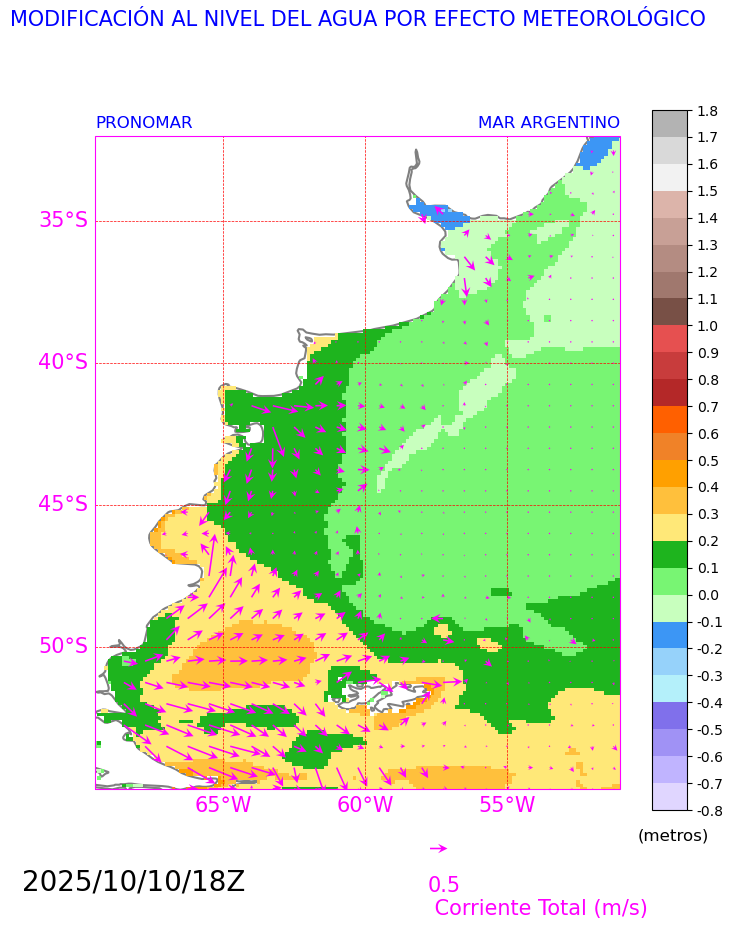 MODIFICACIÓN AL NIVEL DEL AGUA POR EFECTO METEOROLÓGICO
PRONOMAR MAR ARGENTINO
1.8
1.7
1.6
1.5
1.4
1.3
1.2
1.1
1.0
0.9
0.8
0.7
0.6
0.5
0.4
0.3
0.2
0.1
0.0
-0.1
-0.2
-0.3
-0.4
-0.5
-0.6
-0.7
-0.8
(metros)
35°S
40°S
45°S
50°S
65°W 60°W 55°W
2025/10/10/18Z
0.5
Corriente Total (m/s)